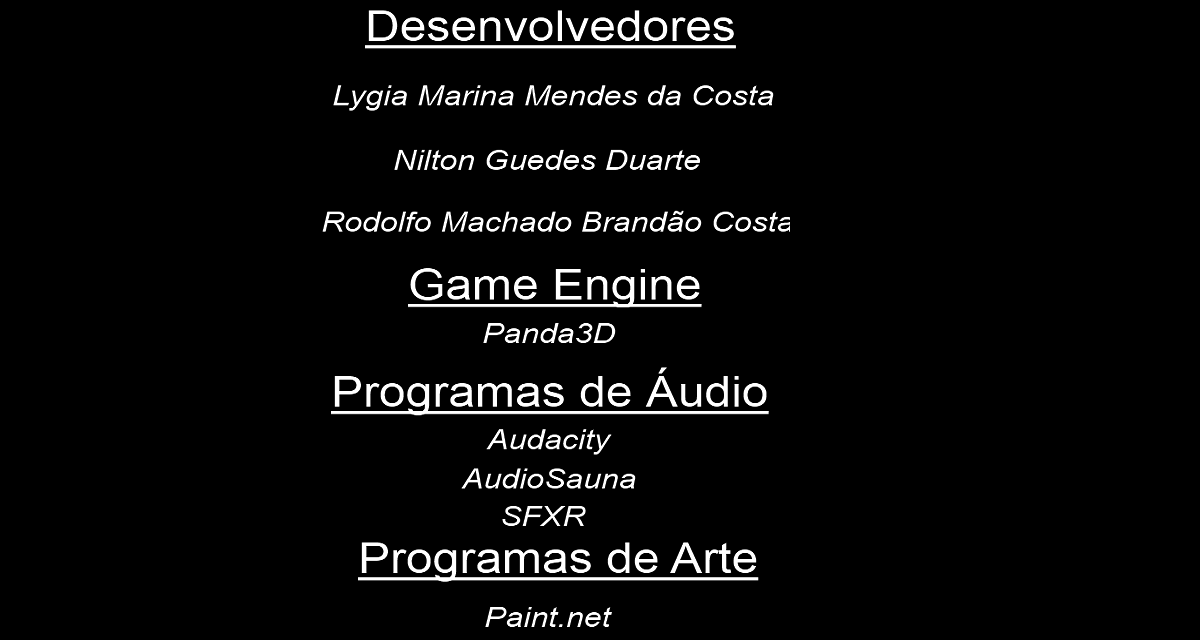 Desenvolvedores
Lygia Marina Mendes da Costa
Nilton Guedes Duarte
Rodolfo Machado Brandão Costa
Game Engine
Panda3D
Programas de Áudio
Audacity
AudioSauna
SFXR
Programas de Arte
Paint.net